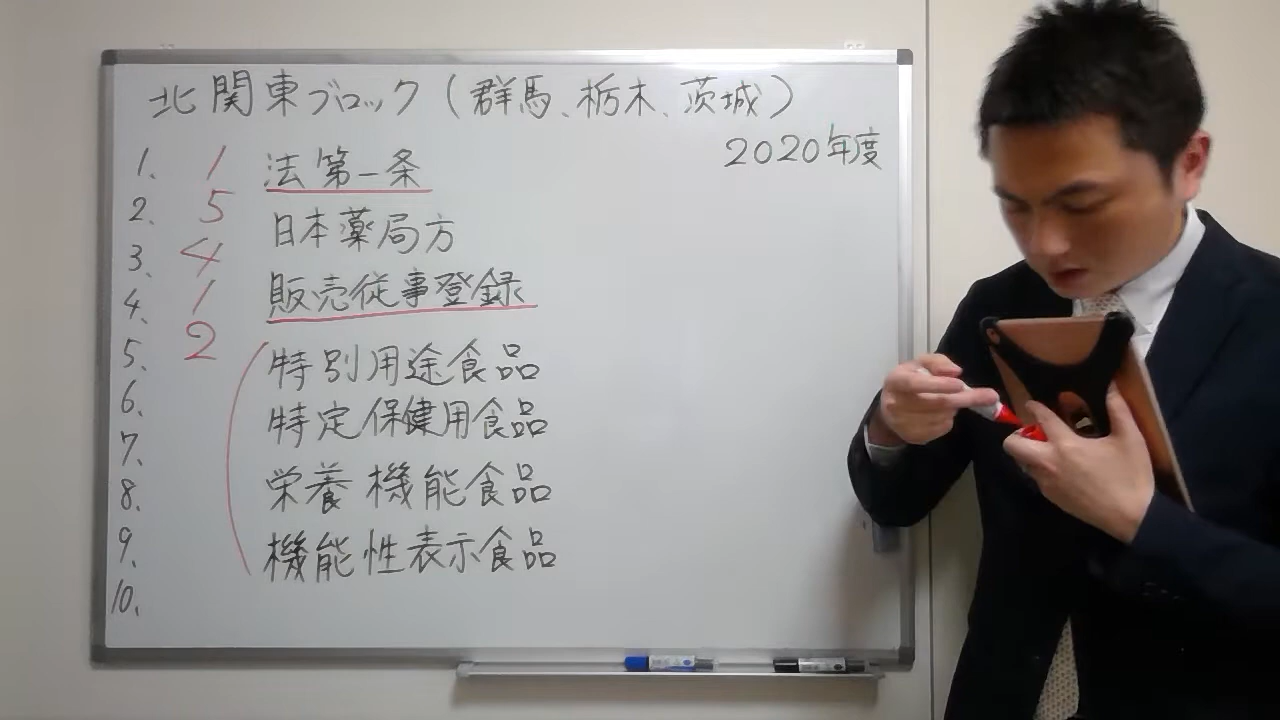 北関東ブロック(群馬、栃木、茨城)
2020年度
1. 1 法第一条
2. 5 日本薬局方
3. 4 販売従事登録
4. 1
5. 2 特別用途食品
6. 特定保健用食品
7.
8. 栄養機能食品
9. 機能性表示食品
10.